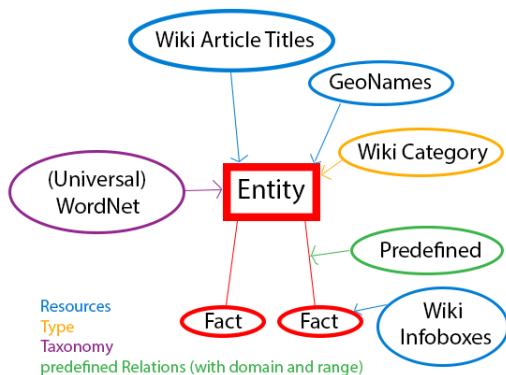 Wiki Article Titles
GeoNames
Wiki Category
(Universal)
WordNet
Entity
Predefined
Fact
Fact
Wiki
Infoboxes
Resources
Type
Taxonomy
predefined Relations (with domain and range)